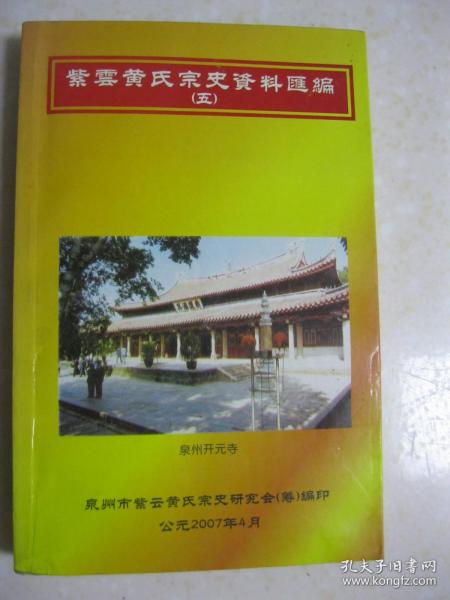 紫雲黄氏宗史資料匯編
(五)
泉州开元寺
泉州市紫云黄氏宗史研究会(筹)编印
公元2007年4月
孔夫子旧书网
www.kongfz.com